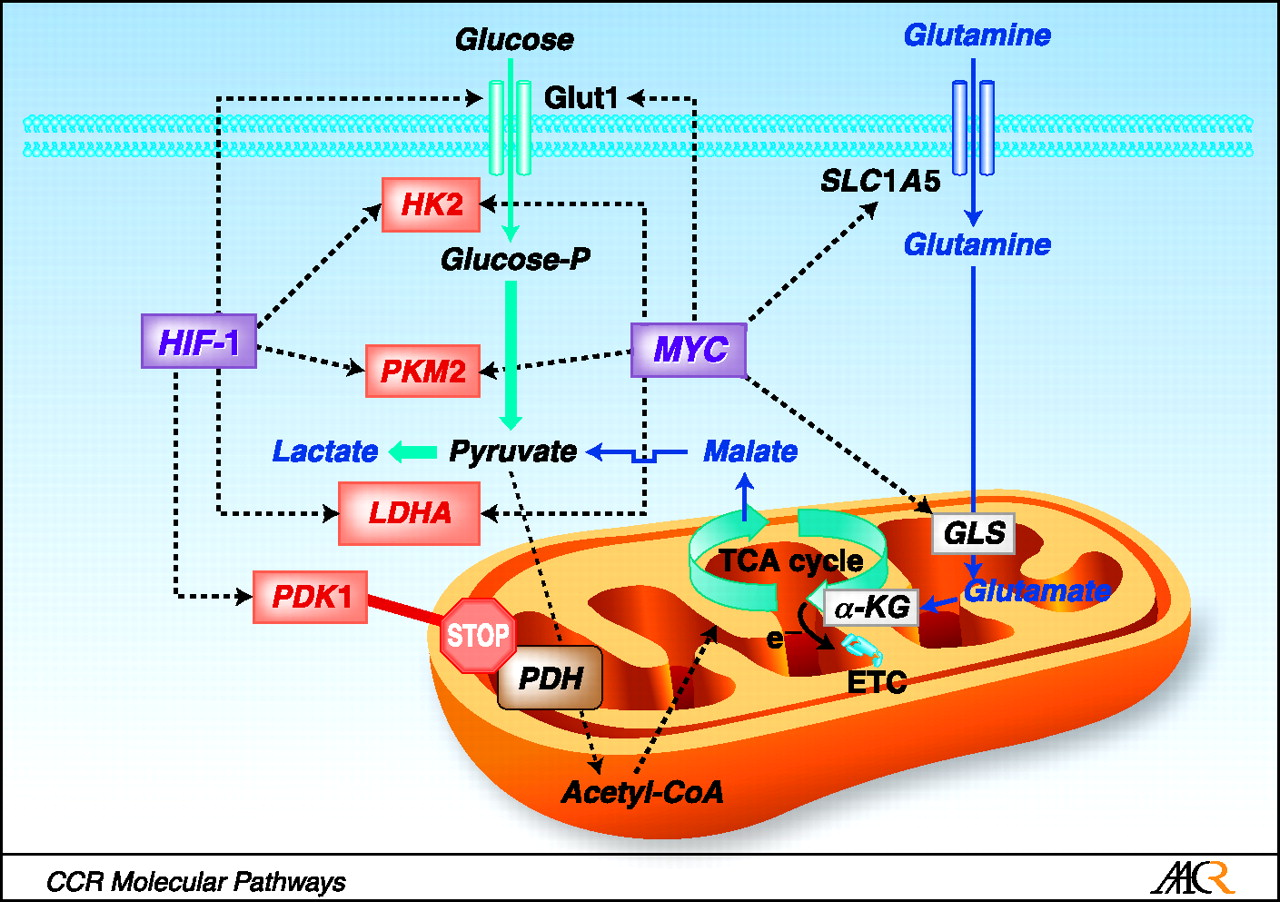 Glucose
Glutamine
Glut1
SLC1A5
HK2
Glutamine
Glucose-P
HIF-1
MYC
PKM2
Lactate
Pyruvate
Malate
LDHA
GLS
TCA cycle
Glutamate
PDK1
α-KG
STOP
e−
PDH
ETC
Acetyl-CoA
CCR Molecular Pathways
AACR